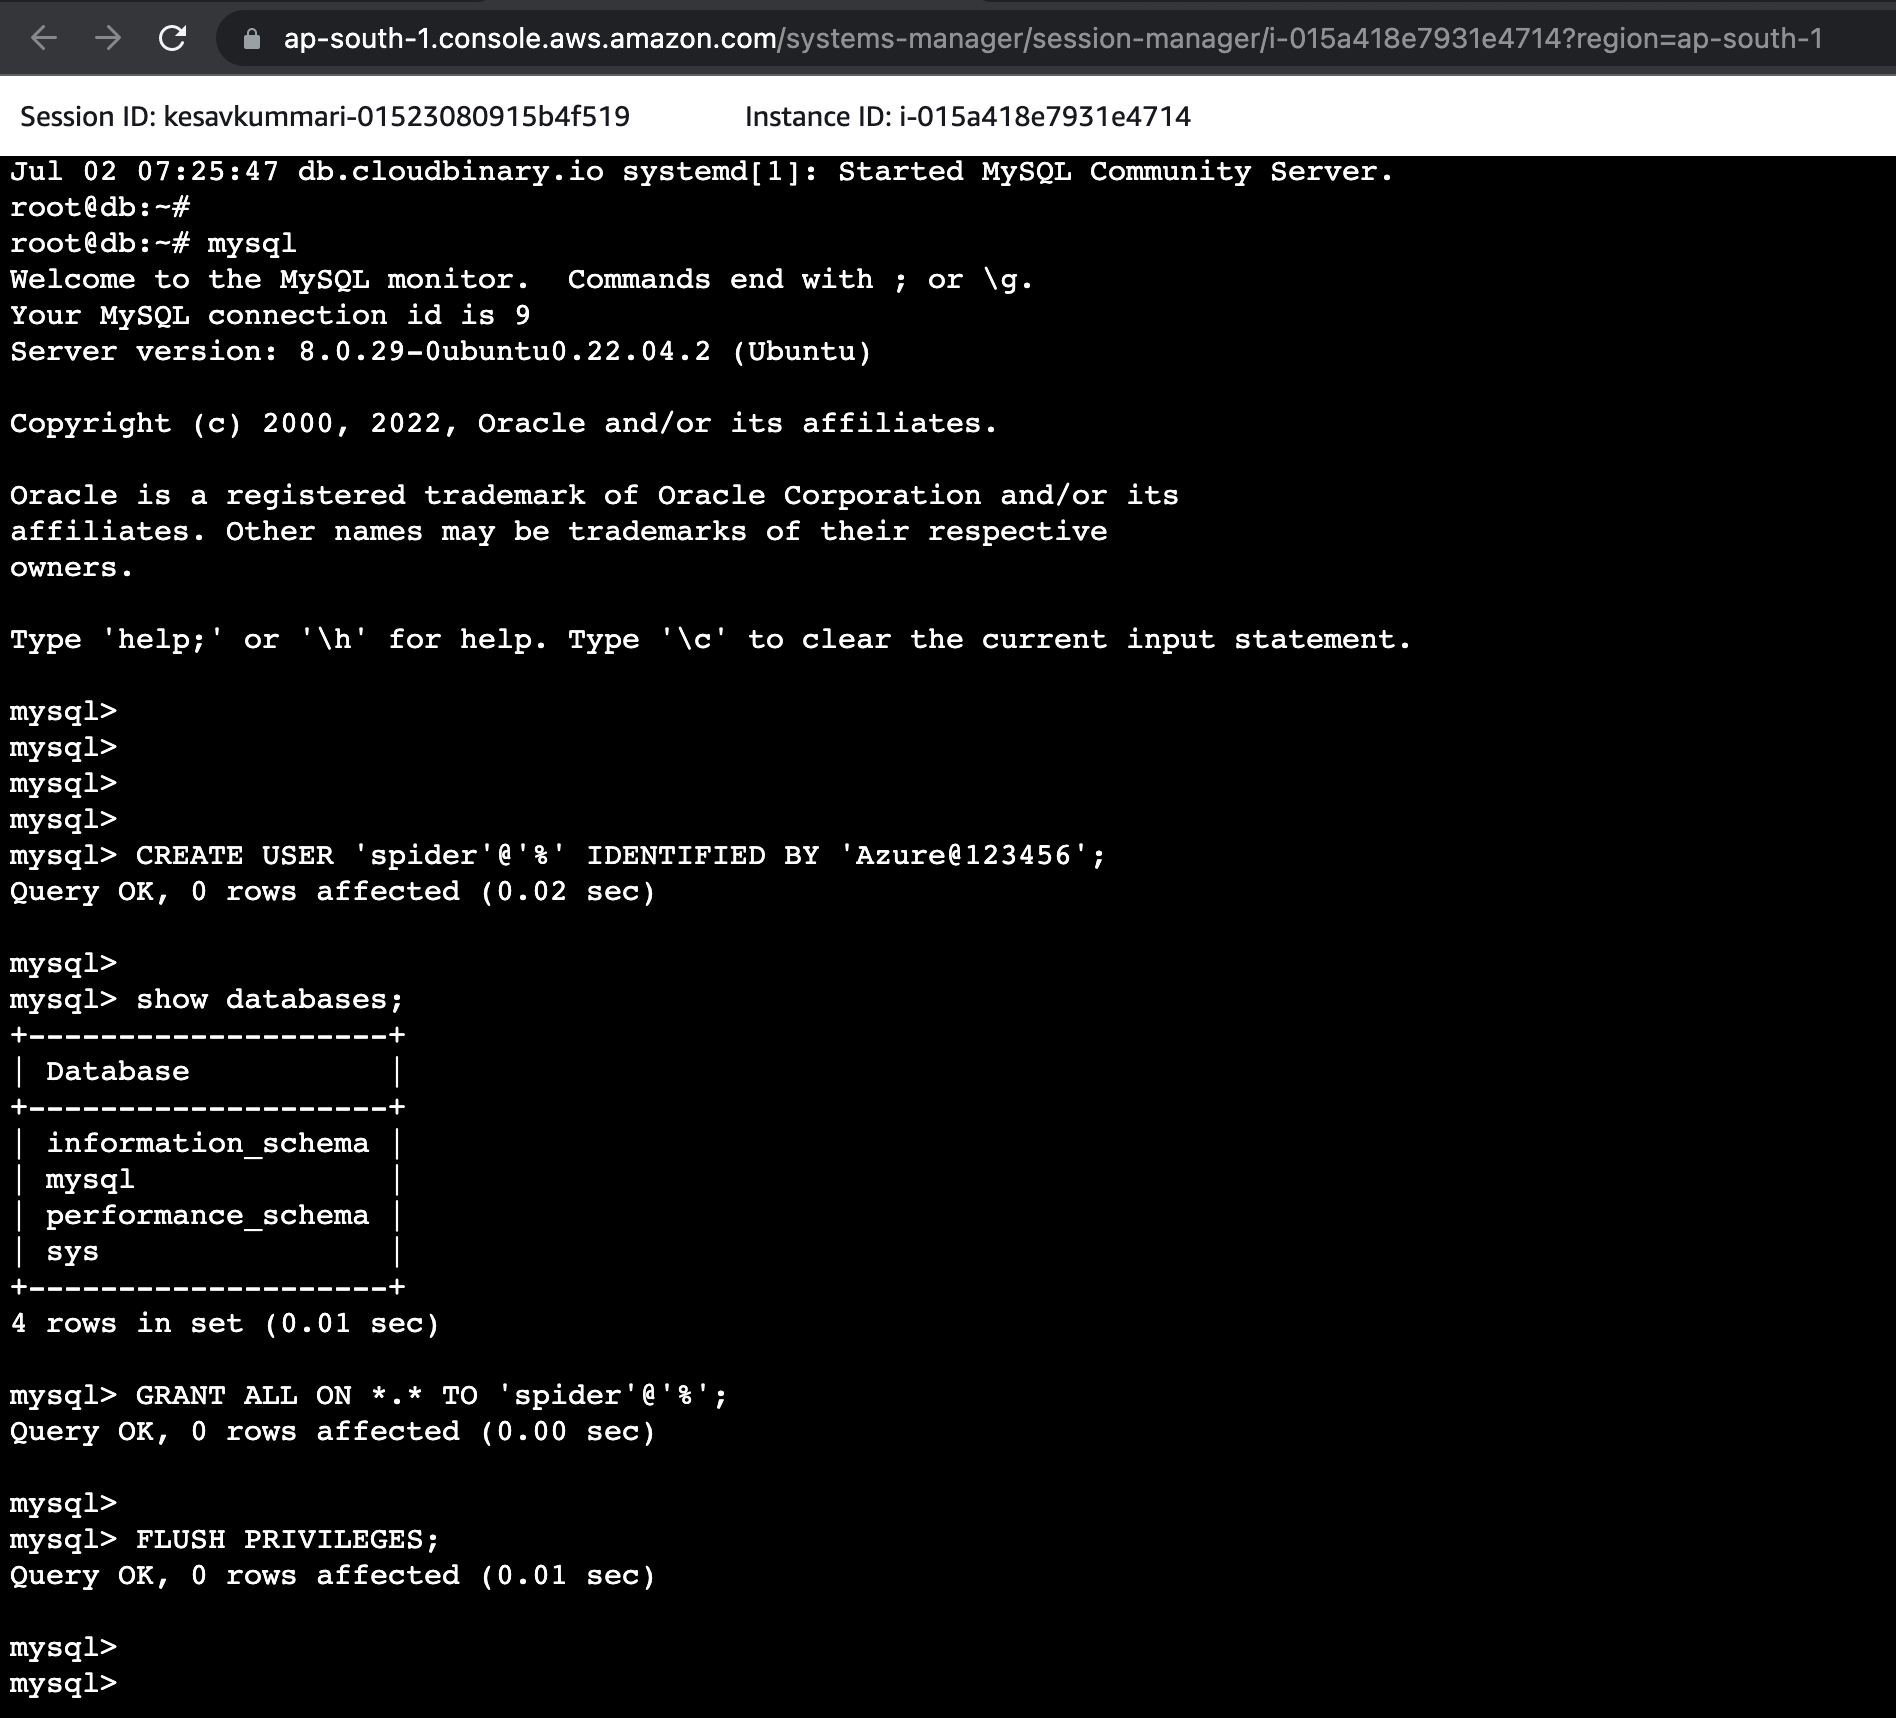 ap-south-1.console.aws.amazon.com/systems-manager/session-manager/i-015a418e7931e4714?region=ap-south-1
Session ID: kesavkummari-01523080915b4f519 Instance ID: i-015a418e7931e4714
Jul 02 07:25:47 db.cloudbinary.io systemd[1]: Started MySQL Community Server.
root@db:~#
root@db:~# mysql
Welcome to the MySQL monitor.  Commands end with ; or \g.
Your MySQL connection id is 9
Server version: 8.0.29-0ubuntu0.22.04.2 (Ubuntu)
Copyright (c) 2000, 2022, Oracle and/or its affiliates.
Oracle is a registered trademark of Oracle Corporation and/or its
affiliates. Other names may be trademarks of their respective
owners.
Type 'help;' or '\h' for help. Type '\c' to clear the current input statement.
mysql>
mysql>
mysql>
mysql>
mysql> CREATE USER 'spider'@'%' IDENTIFIED BY 'Azure@123456';
Query OK, 0 rows affected (0.02 sec)
mysql>
mysql> show databases;
+--------------------+
| Database           |
+--------------------+
| information_schema |
| mysql              |
| performance_schema |
| sys                |
+--------------------+
4 rows in set (0.01 sec)
mysql> GRANT ALL ON *.* TO 'spider'@'%';
Query OK, 0 rows affected (0.00 sec)
mysql>
mysql> FLUSH PRIVILEGES;
Query OK, 0 rows affected (0.01 sec)
mysql>
mysql>